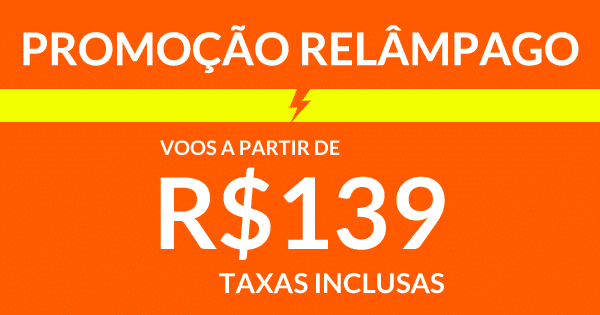 PROMOÇÃO RELÂMPAGO
VOOS A PARTIR DE
R$139
TAXAS INCLUSAS